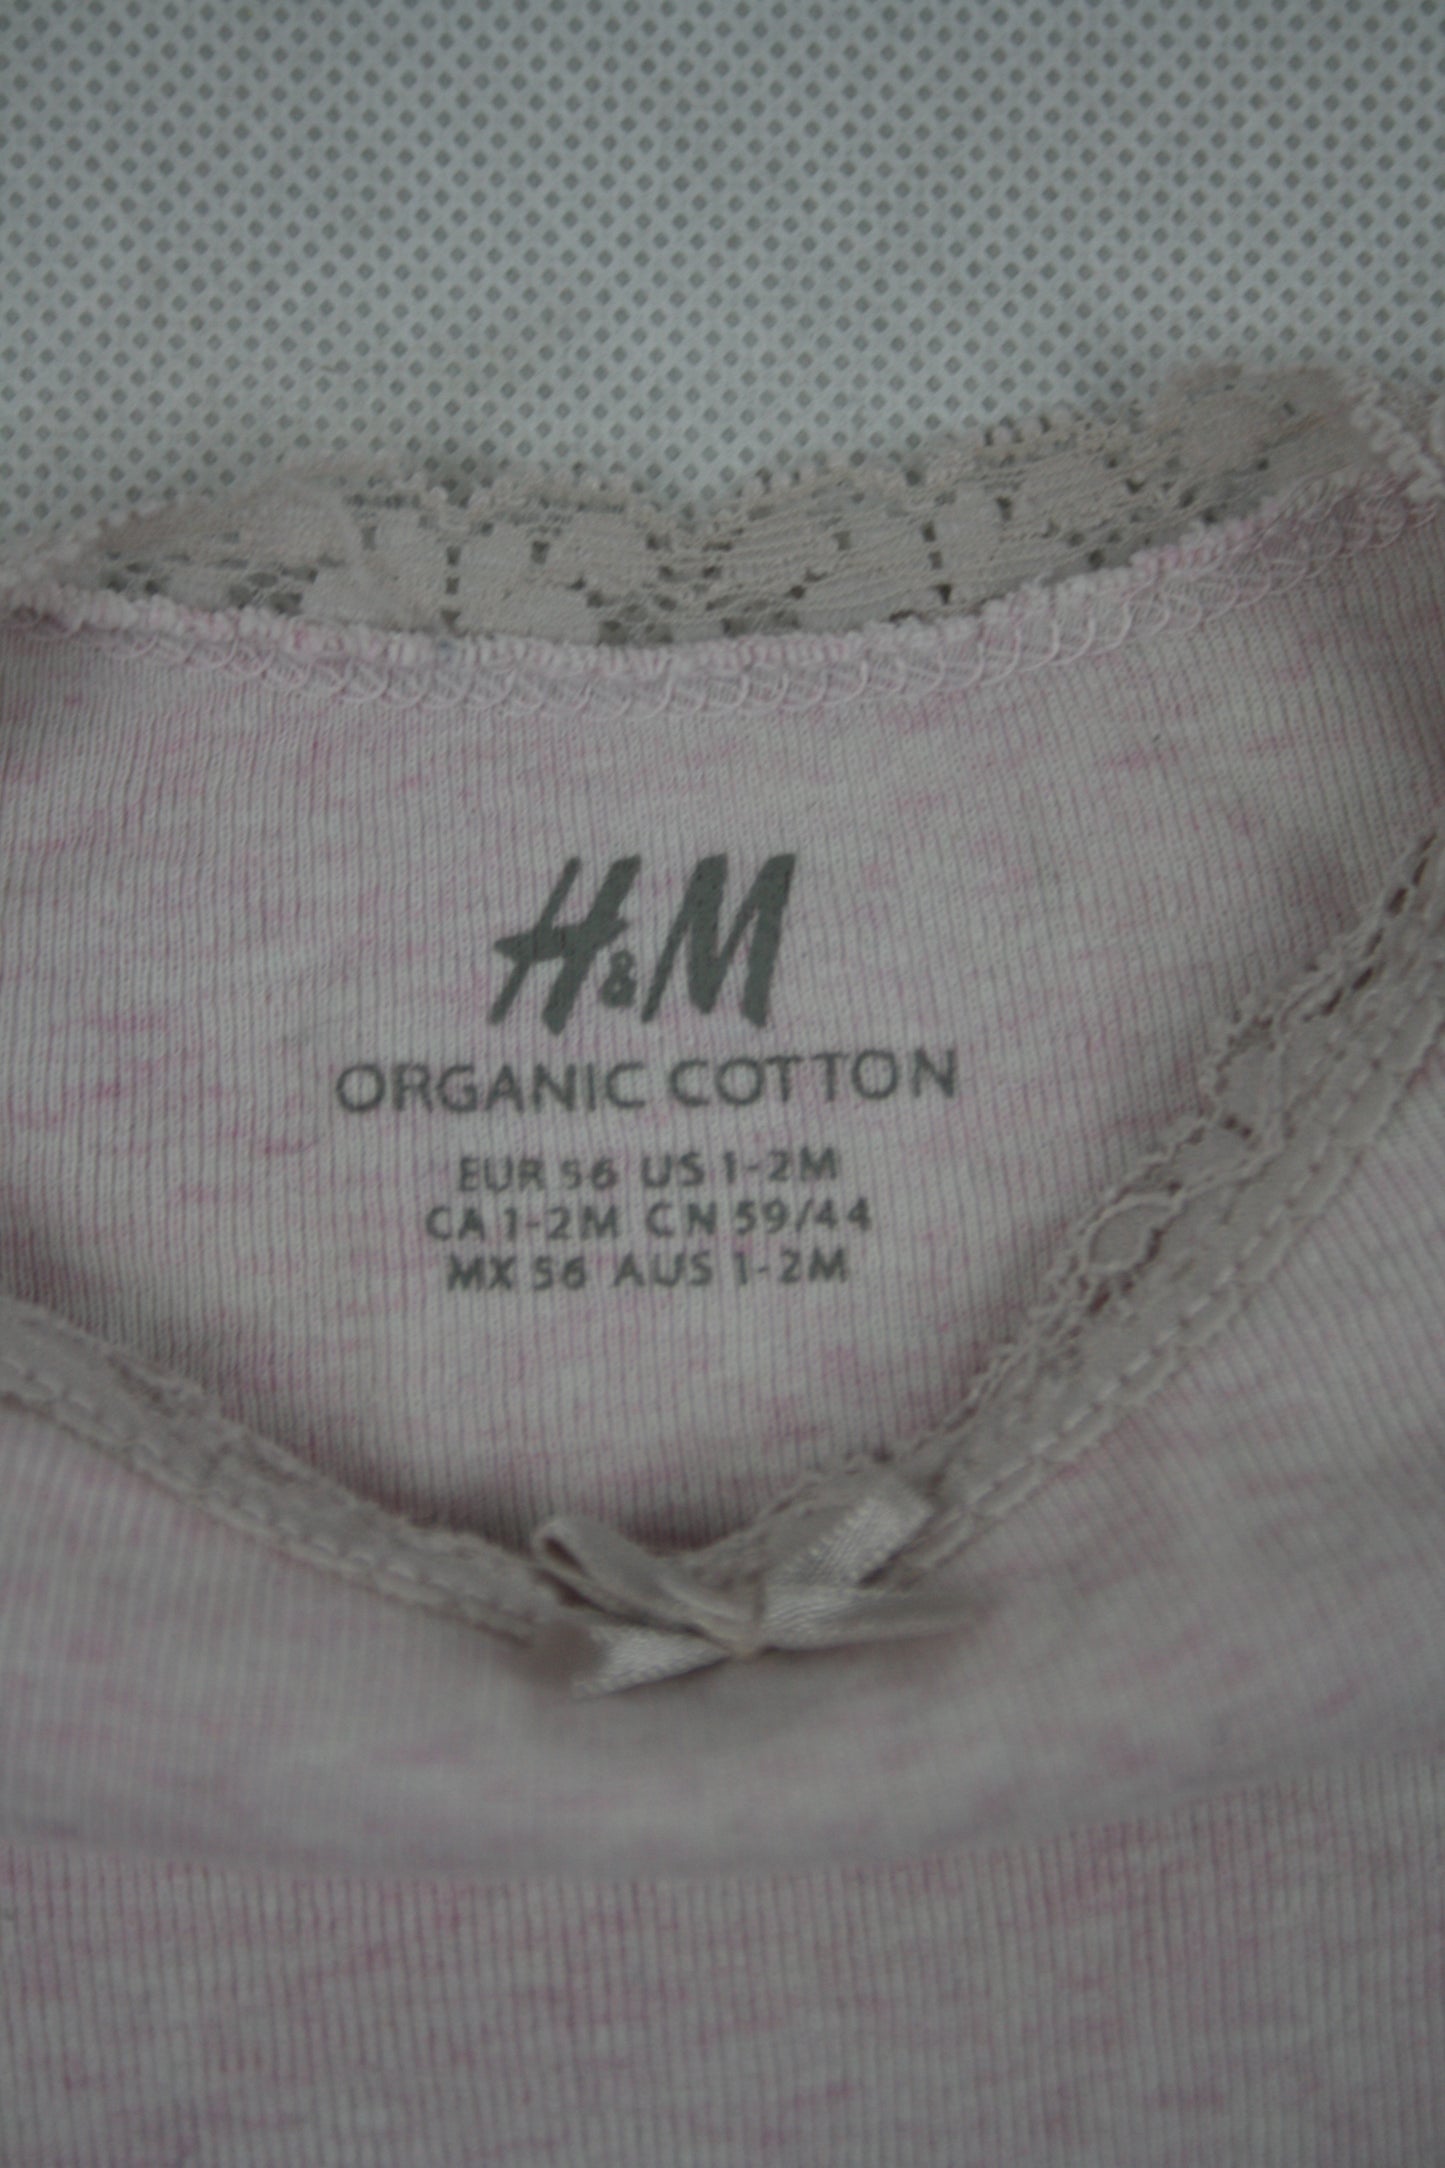 H&M
ORGANIC COTTON
EUR 56 US 1-2M
CA 1-2M CN 59/44
MX 56 AUS 1-2M